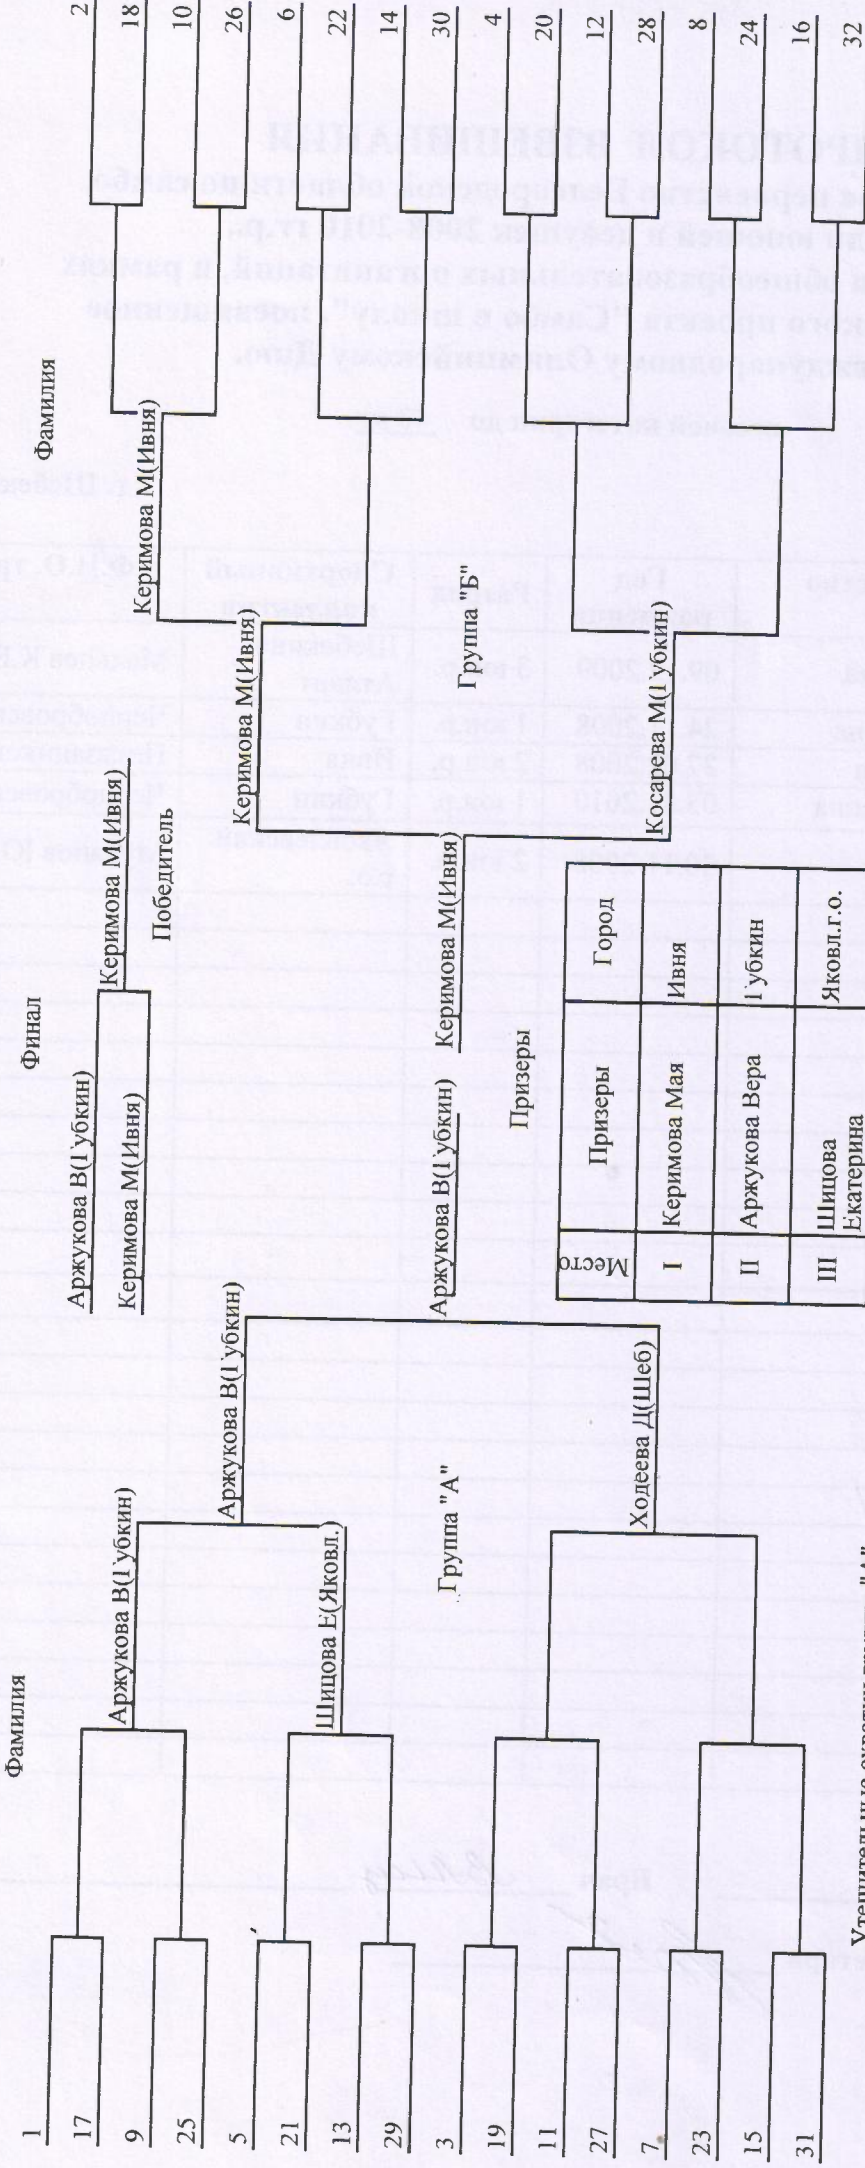 Фамилия
Финал
Фамилия
1
17
9
25
5
21
13
29
3
19
11
27
7
23
15
31
Аржукова В(Губкин)
Шицова Е(Яковл.)
Аржукова В(Губкин)
Ходеева Д(Шеб)
Группа "А"
Аржукова В(Губкин)
Керимова М(Ивня)
Керимова М(Ивня)
Победитель
Аржукова В(Губкин)
Керимова М(Ивня)
Призеры
Место Призеры Город
I Керимова Мая Ивня
II Аржукова Вера Губкин
III Шицова Екатерина Яковл.г.о.
Керимова М(Ивня)
Керимова М(Ивня)
Косарева М(Губкин)
Группа "Б"
2
18
10
26
6
22
14
30
4
20
12
28
8
24
16
32